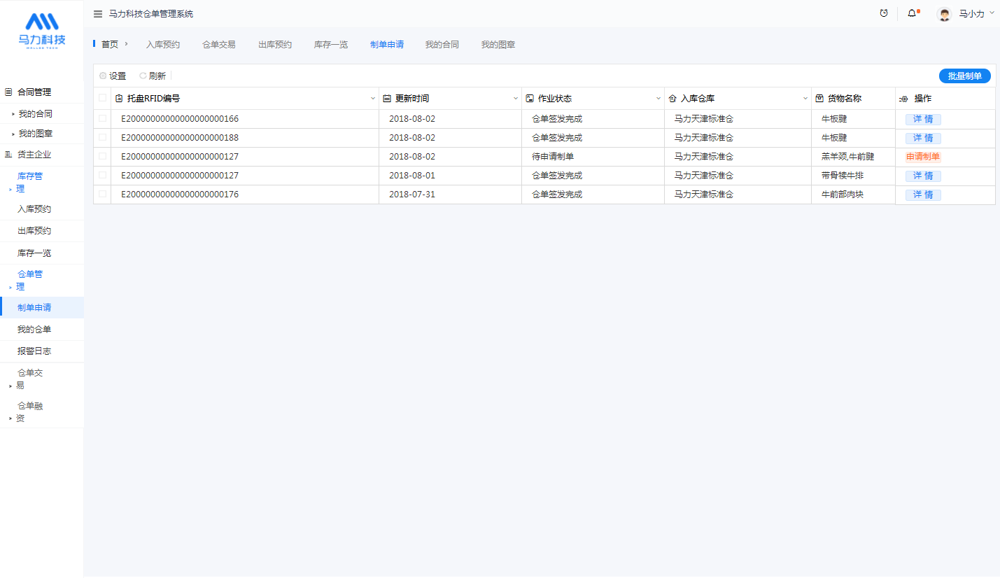 马力科技
MALLEE TECH
合同管理
我的合同
我的图章
货主企业
库存管
理
入库预约
出库预约
库存一览
仓单管
理
制单申请
我的仓单
报警日志
仓单交
易
仓单融
资
马力科技仓单管理系统
马小力
首页 入库预约 仓单交易 出库预约 库存一览 制单申请 我的合同 我的图章
设置 刷新 批量制单
托盘RFID编号 更新时间 作业状态 入库仓库 货物名称 操作
E20000000000000000000166 2018-08-02 仓单签发完成 马力天津标准仓 牛板腱 详 情
E20000000000000000000188 2018-08-02 仓单签发完成 马力天津标准仓 牛板腱 详 情
E20000000000000000000127 2018-08-02 待申请制单 马力天津标准仓 羔羊颈,牛前腱 申请制单
E20000000000000000000127 2018-08-01 仓单签发完成 马力天津标准仓 带骨犊牛排 详 情
E20000000000000000000176 2018-07-31 仓单签发完成 马力天津标准仓 牛前部肉块 详 情